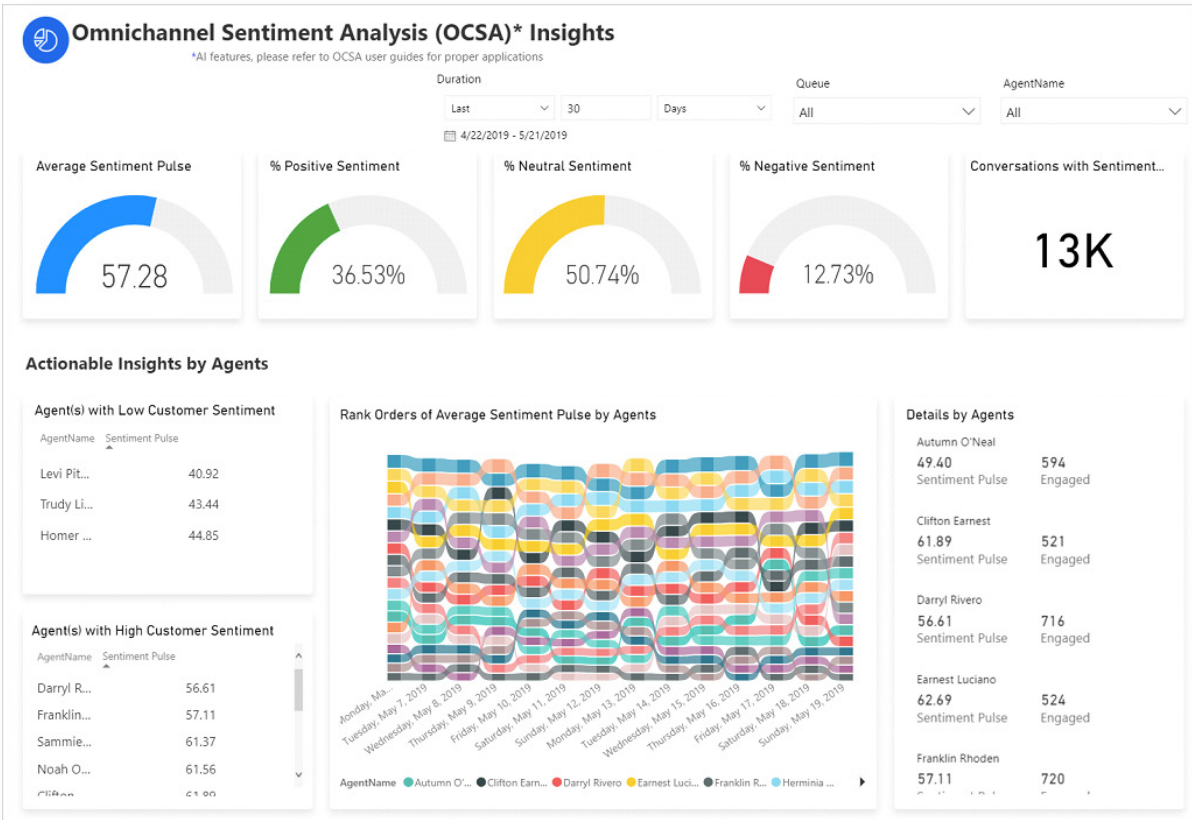 Omnichannel Sentiment Analysis (OCSA)* Insights
*AI features, please refer to OCSA user guides for proper applications
Duration
Queue
AgentName
Last
30
Days
All
All
4/22/2019 - 5/21/2019
Average Sentiment Pulse
% Positive Sentiment
% Neutral Sentiment
% Negative Sentiment
Conversations with Sentiment...
57.28
36.53%
50.74%
12.73%
13K
Actionable Insights by Agents
Agent(s) with Low Customer Sentiment
AgentName Sentiment Pulse
Levi Pit... 40.92
Trudy Li... 43.44
Homer ... 44.85
Agent(s) with High Customer Sentiment
AgentName Sentiment Pulse
Darryl R... 56.61
Franklin... 57.11
Sammie... 61.37
Noah O... 61.56
Clifton 61.89
Rank Orders of Average Sentiment Pulse by Agents
Monday, Ma...
Tuesday, May 7, 2019
Wednesday, May 8, 2019
Thursday, May 9, 2019
Friday, May 10, 2019
Saturday, May 11, 2019
Sunday, May 12, 2019
Monday, May 13, 2019
Tuesday, May 14, 2019
Wednesday, May 15, 2019
Thursday, May 16, 2019
Friday, May 17, 2019
Saturday, May 18, 2019
Sunday, May 19, 2019
AgentName Autumn O'... Clifton Earn... Darryl Rivero Earnest Luci... Franklin R... Herminia ...
Details by Agents
Autumn O'Neal
49.40 594
Sentiment Pulse Engaged
Clifton Earnest
61.89 521
Sentiment Pulse Engaged
Darryl Rivero
56.61 716
Sentiment Pulse Engaged
Earnest Luciano
62.69 524
Sentiment Pulse Engaged
Franklin Rhoden
57.11 720